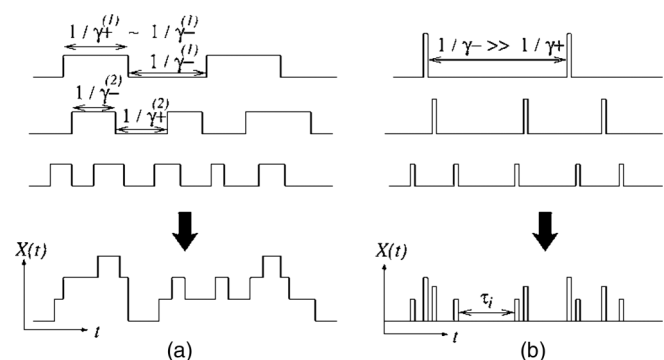 1 / γ+^(1) ~ 1 / γ−^(1)
1 / γ−^(1)
1 / γ−^(2)
1 / γ+^(2)
X(t)
t
(a)
1 / γ− >> 1 / γ+
X(t)
τi
t
(b)